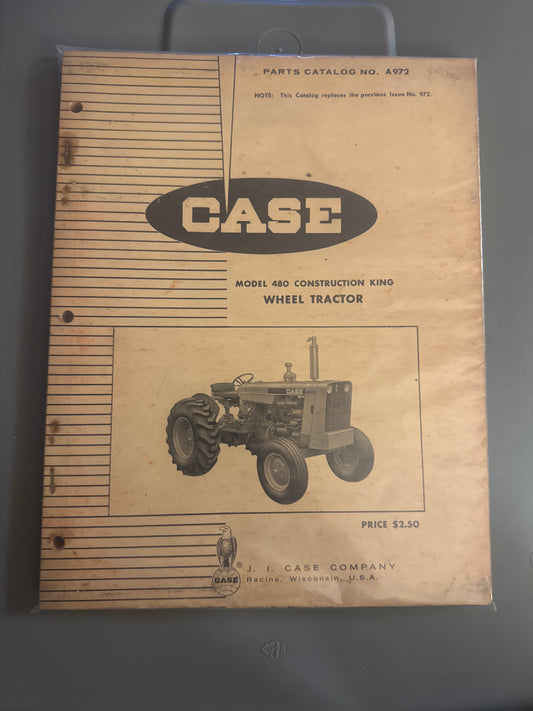 PARTS CATALOG NO. A972
NOTE: This Catalog replaces the previous Issue No. 972.
CASE
MODEL 480 CONSTRUCTION KING
WHEEL TRACTOR
CASE
PRICE $2.50
CASE
®
J. I. CASE COMPANY
Racine, Wisconsin, U.S.A.